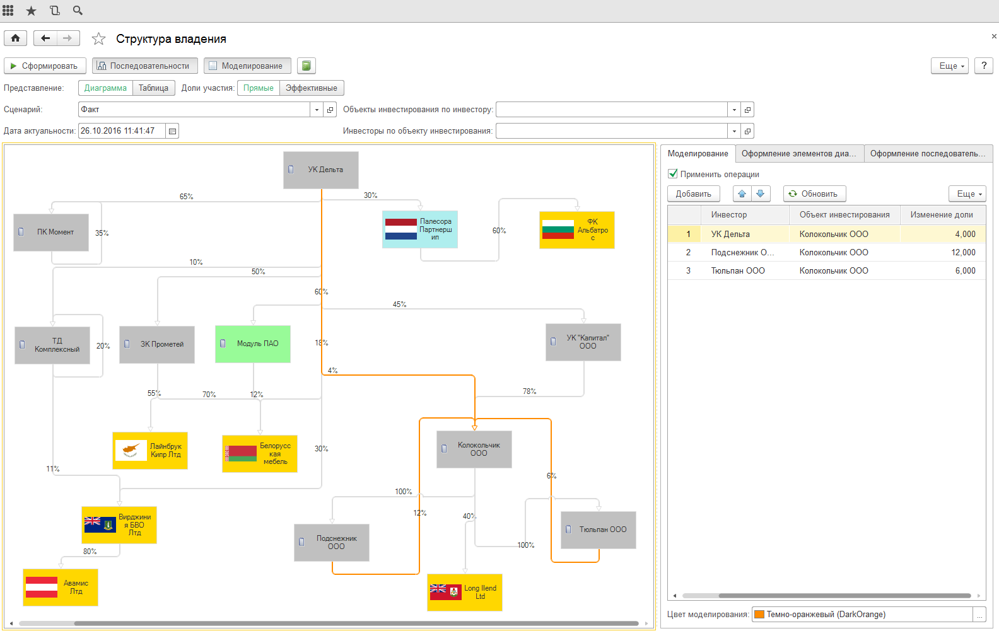 Структура владения
×
Сформировать
Последовательности
Моделирование
Еще
?
Представление:
Диаграмма
Таблица
Доли участия:
Прямые
Эффективные
Сценарий:
Факт
Объекты инвестирования по инвестору:
Дата актуальности:
26.10.2016 11:41:47
Инвесторы по объекту инвестирования:
УК Дельта
65%
30%
ПК Момент
35%
Палесора
Партнерш
ип
60%
ФК
Альбатро
с
10%
50%
60%
45%
ТД
Комплексный
20%
ЗК Прометей
Модуль ПАО
18%
УК "Капитал"
ООО
4%
55%
70%
12%
78%
Лайнбрук
Кипр Лтд
Белорусс
кая
мебель
30%
Колокольчик
ООО
11%
6%
100%
12%
40%
100%
Вирджини
я БВО
Лтд
Подснежник
ООО
Тюльпан ООО
80%
Авамис
Лтд
Long Ilend
Ltd
Моделирование
Оформление элементов диа...
Оформление последователь...
Применить операции
Добавить
Обновить
Еще
Инвестор
Объект инвестирования
Изменение доли
1
УК Дельта
Колокольчик ООО
4,000
2
Подснежник О...
Колокольчик ООО
12,000
3
Тюльпан ООО
Колокольчик ООО
6,000
Цвет моделирования:
Темно-оранжевый (DarkOrange)
...